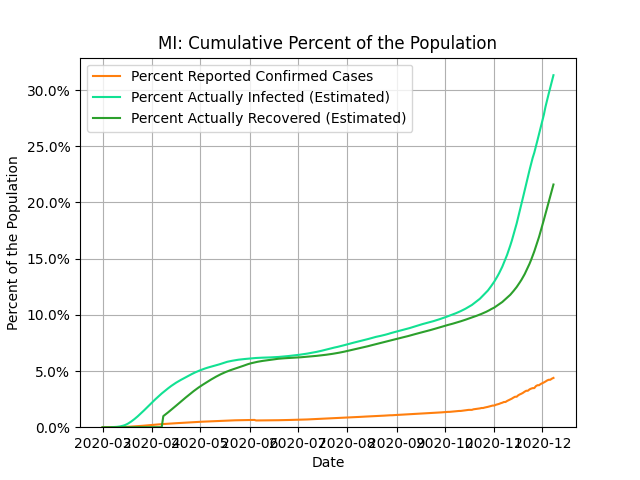 MI: Cumulative Percent of the Population
Percent Reported Confirmed Cases
Percent Actually Infected (Estimated)
Percent Actually Recovered (Estimated)
30.0%
25.0%
20.0%
15.0%
10.0%
5.0%
0.0%
Percent of the Population
2020-03 2020-04 2020-05 2020-06 2020-07 2020-08 2020-09 2020-10 2020-11 2020-12
Date